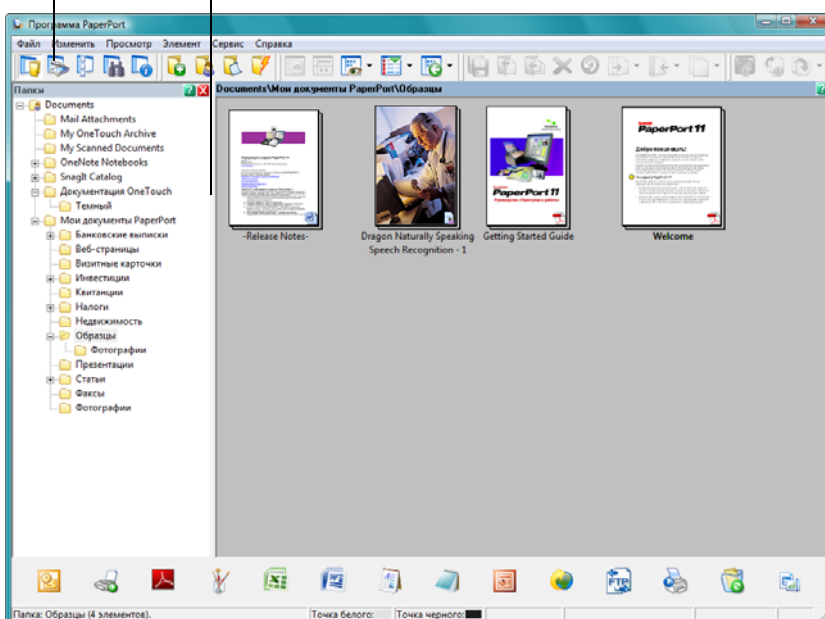 Программа PaperPort
Файл Изменить Просмотр Элемент Сервис Справка
Папки
Documents\Мои документы PaperPort\Образцы
Documents
Mail Attachments
My OneTouch Archive
My Scanned Documents
OneNote Notebooks
SnagIt Catalog
Документация OneTouch
Темный
Мои документы PaperPort
Банковские выписки
Веб-страницы
Визитные карточки
Инвестиции
Квитанции
Налоги
Недвижимость
Образцы
Фотографии
Презентации
Статьи
Факсы
Фотографии
PaperPort 11
PaperPort 11
Добро пожаловать!
-Release Notes-
Dragon Naturally Speaking
Speech Recognition - 1
Getting Started Guide
Welcome
FTP
Папка: Образцы (4 элементов).
Точка белого:
Точка черного: